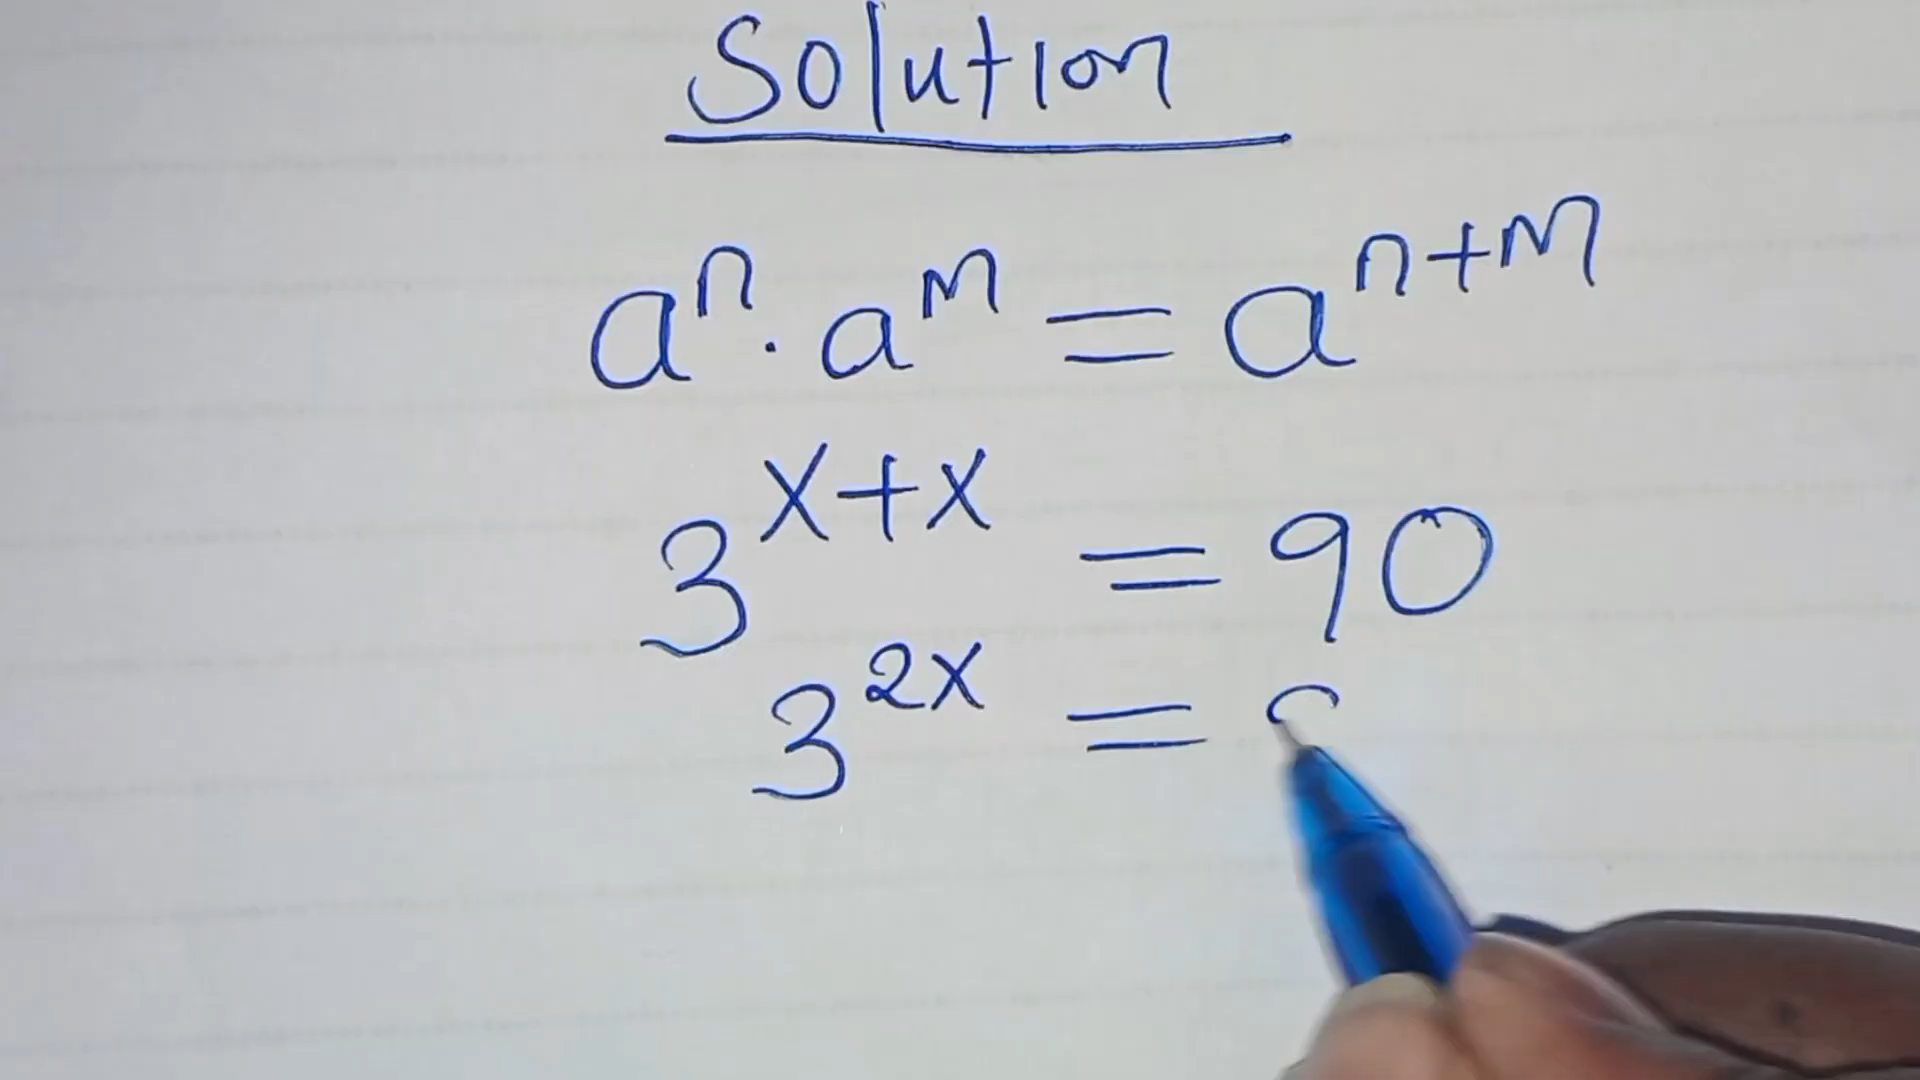 Solution
aⁿ · aᵐ = aⁿ⁺ᵐ
3ˣ⁺ˣ = 90
3²ˣ =